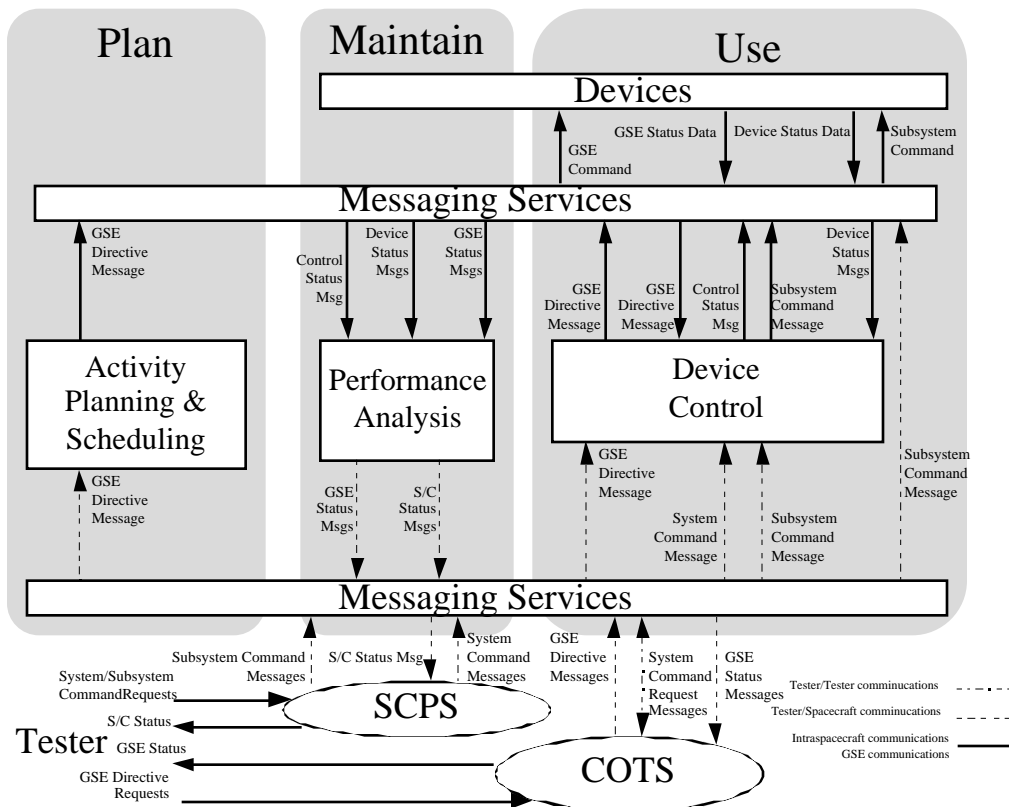 Plan
Maintain
Use
Devices
GSE
Command
GSE Status Data
Device Status Data
Subsystem
Command
Messaging Services
GSE
Directive
Message
Control
Status
Msg
Device
Status
Msgs
GSE
Status
Msgs
GSE
Directive
Message
GSE
Directive
Message
Control
Status
Msg
Subsystem
Command
Message
Device
Status
Msgs
Activity
Planning &
Scheduling
Performance
Analysis
Device
Control
GSE
Directive
Message
GSE
Status
Msgs
S/C
Status
Msgs
GSE
Directive
Message
System
Command
Message
Subsystem
Command
Message
Subsystem
Command
Message
Messaging Services
Subsystem Command
Messages
S/C Status Msg
System
Command
Messages
GSE
Directive
Messages
System
Command
Request
Messages
GSE
Status
Messages
System/Subsystem
CommandRequests
S/C Status
SCPS
Tester
GSE Status
GSE Directive
Requests
COTS
Tester/Tester comminucations
Tester/Spacecraft comminucations
Intraspacecraft communications
GSE communications